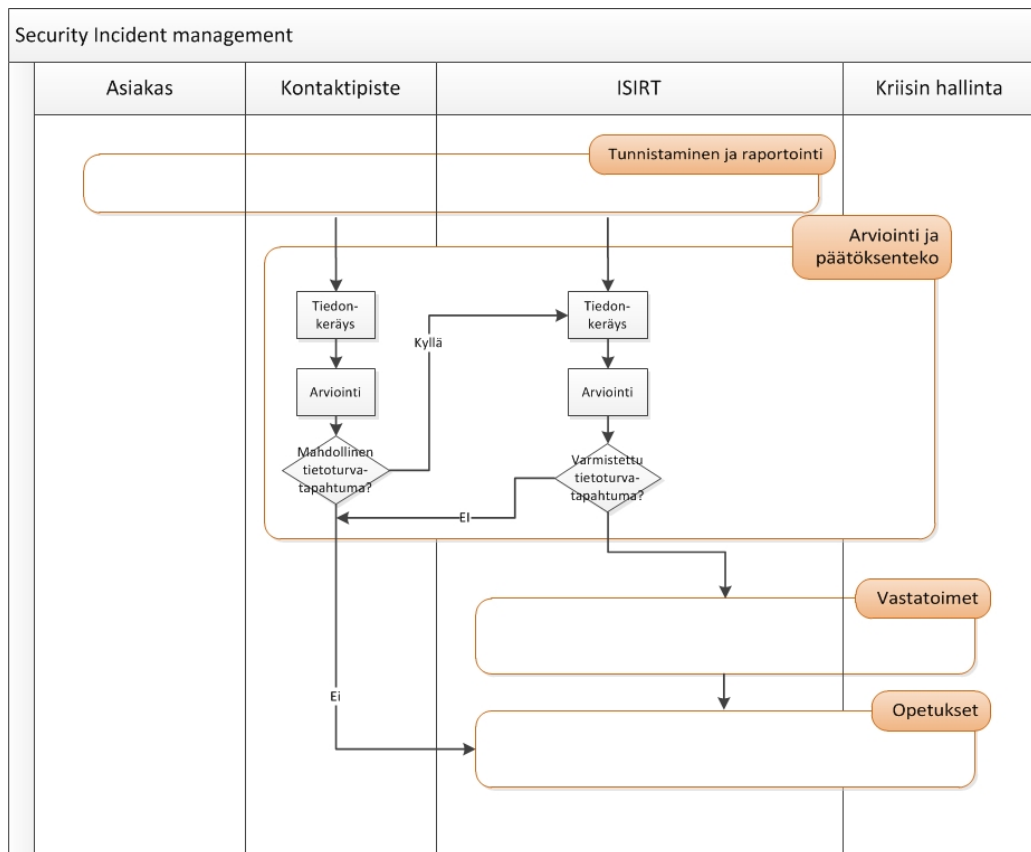 Security Incident management
Asiakas
Kontaktipiste
ISIRT
Kriisin hallinta
Tunnistaminen ja raportointi
Arviointi ja
päätöksenteko
Tiedon-
keräys
Tiedon-
keräys
Kyllä
Arviointi
Arviointi
Mahdollinen
tietoturva-
tapahtuma?
Varmistettu
tietoturva-
tapahtuma?
EI
Vastatoimet
Ei
Opetukset